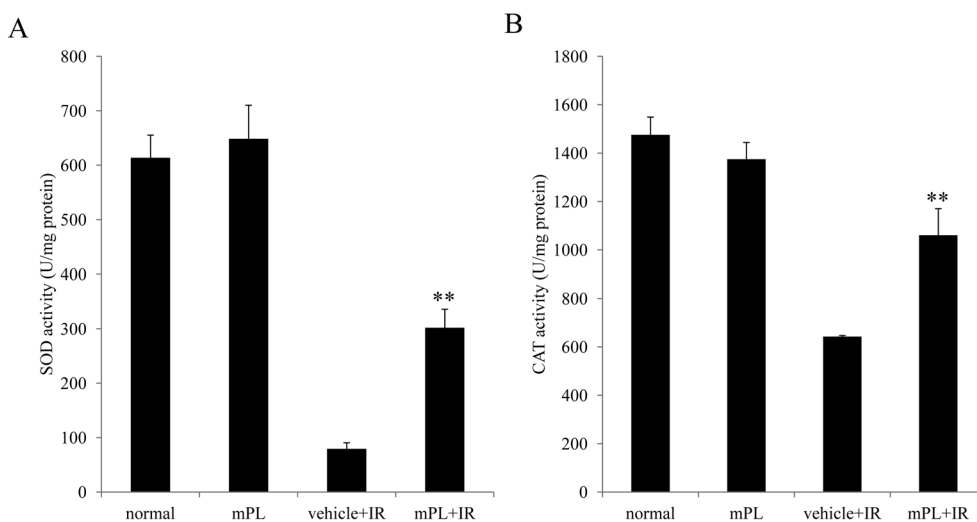 A
SOD activity (U/mg protein)
800
700
600
500
400
300
200
100
0
**
normal
mPL
vehicle+IR
mPL+IR
B
CAT activity (U/mg protein)
1800
1600
1400
1200
1000
800
600
400
200
0
**
normal
mPL
vehicle+IR
mPL+IR